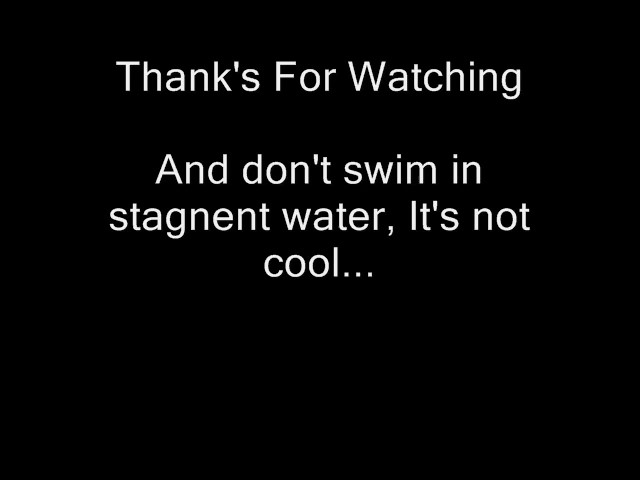 Thank's For Watching
And don't swim in
stagnent water, It's not
cool...